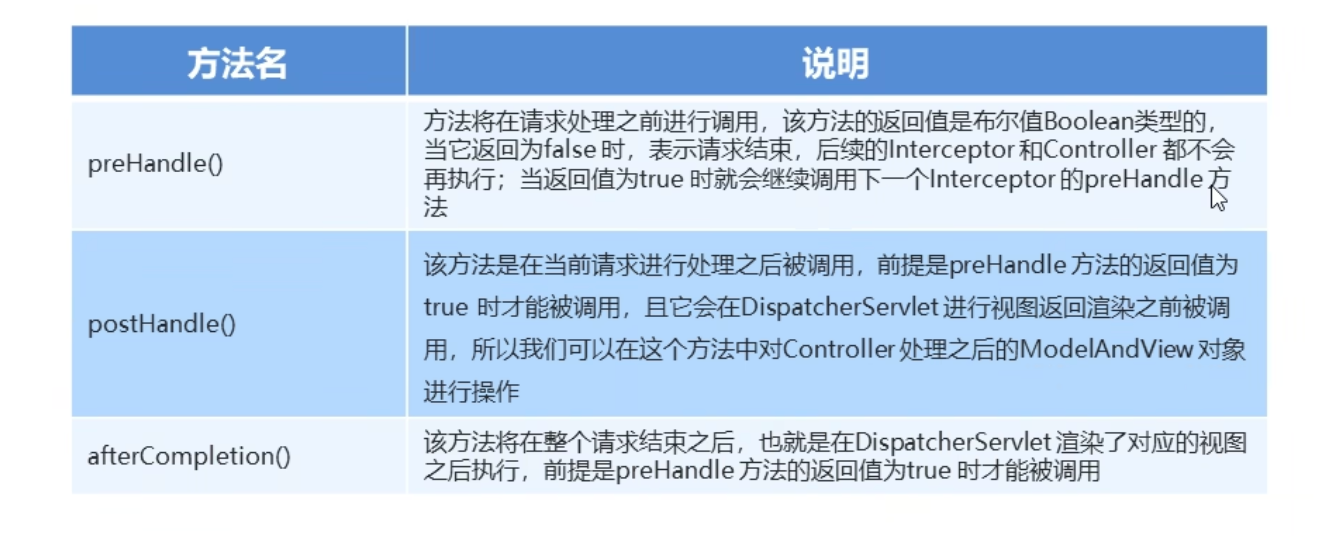 方法名
说明
preHandle()
方法将在请求处理之前进行调用，该方法的返回值是布尔值Boolean类型的，
当它返回为false 时，表示请求结束，后续的Interceptor 和Controller 都不会
再执行；当返回值为true 时就会继续调用下一个Interceptor 的preHandle 方
法
postHandle()
该方法是在当前请求进行处理之后被调用，前提是preHandle 方法的返回值为
true 时才能被调用，且它会在DispatcherServlet 进行视图返回渲染之前被调
用，所以我们可以在这个方法中对Controller 处理之后的ModelAndView 对象
进行操作
afterCompletion()
该方法将在整个请求结束之后，也就是在DispatcherServlet 渲染了对应的视图
之后执行，前提是preHandle 方法的返回值为true 时才能被调用